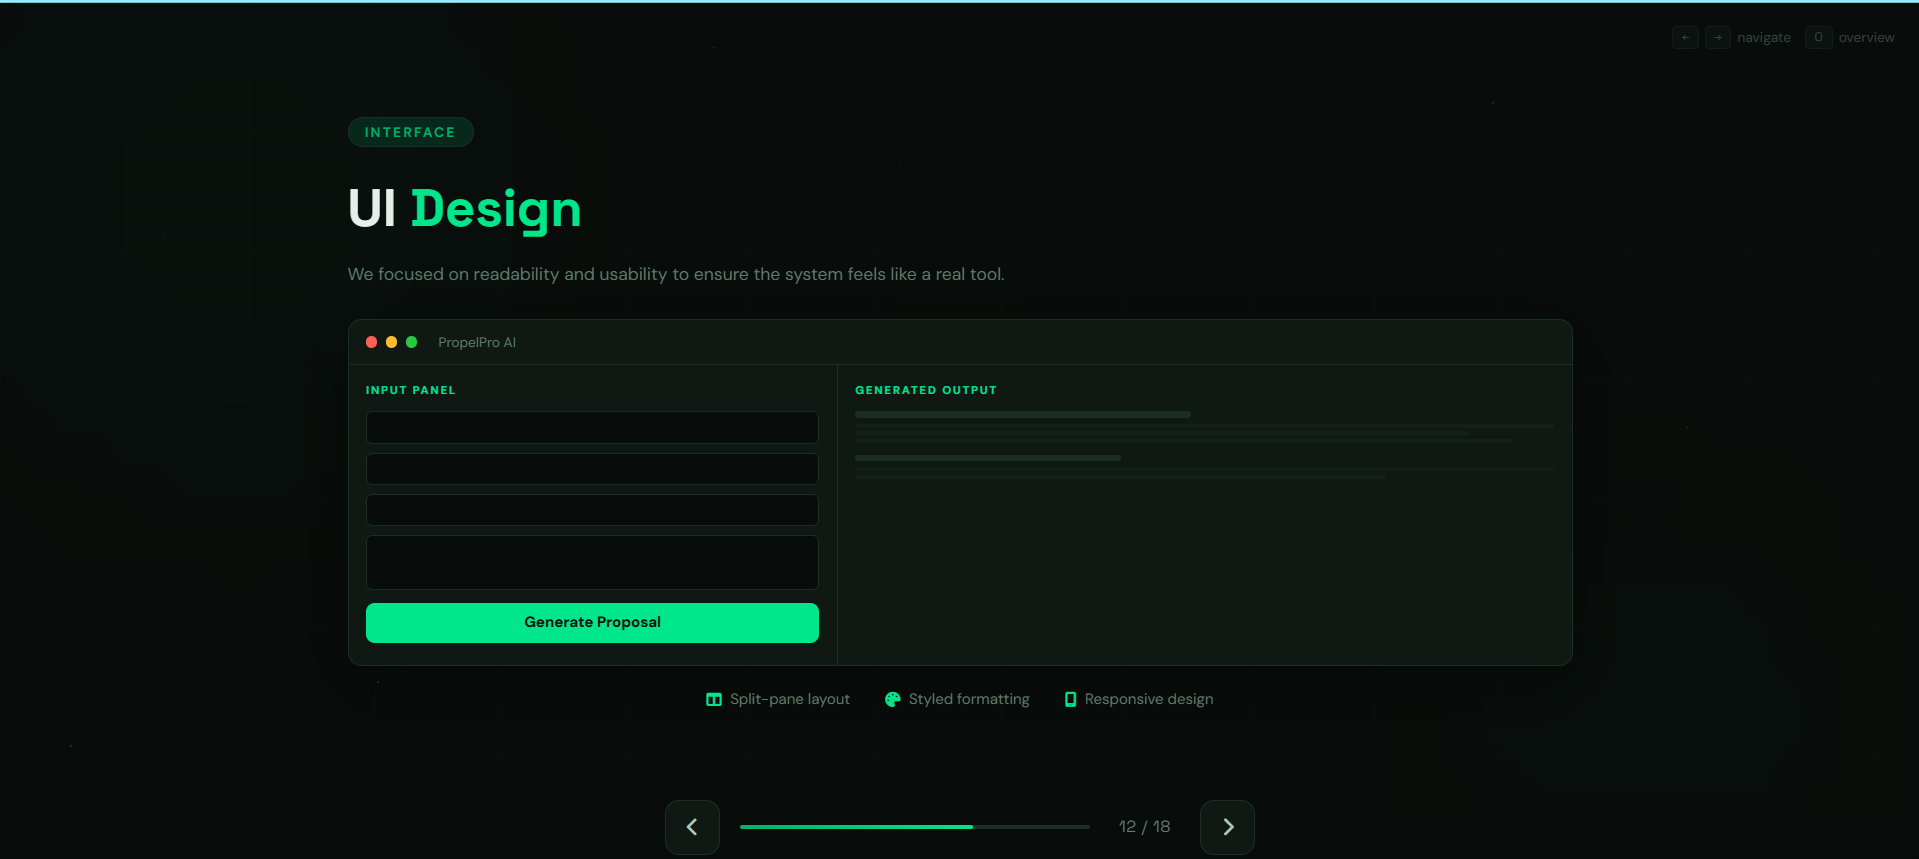 ← → navigate O overview
INTERFACE
UI Design
We focused on readability and usability to ensure the system feels like a real tool.
PropelPro AI
INPUT PANEL
GENERATED OUTPUT
Generate Proposal
Split-pane layout
Styled formatting
Responsive design
12 / 18